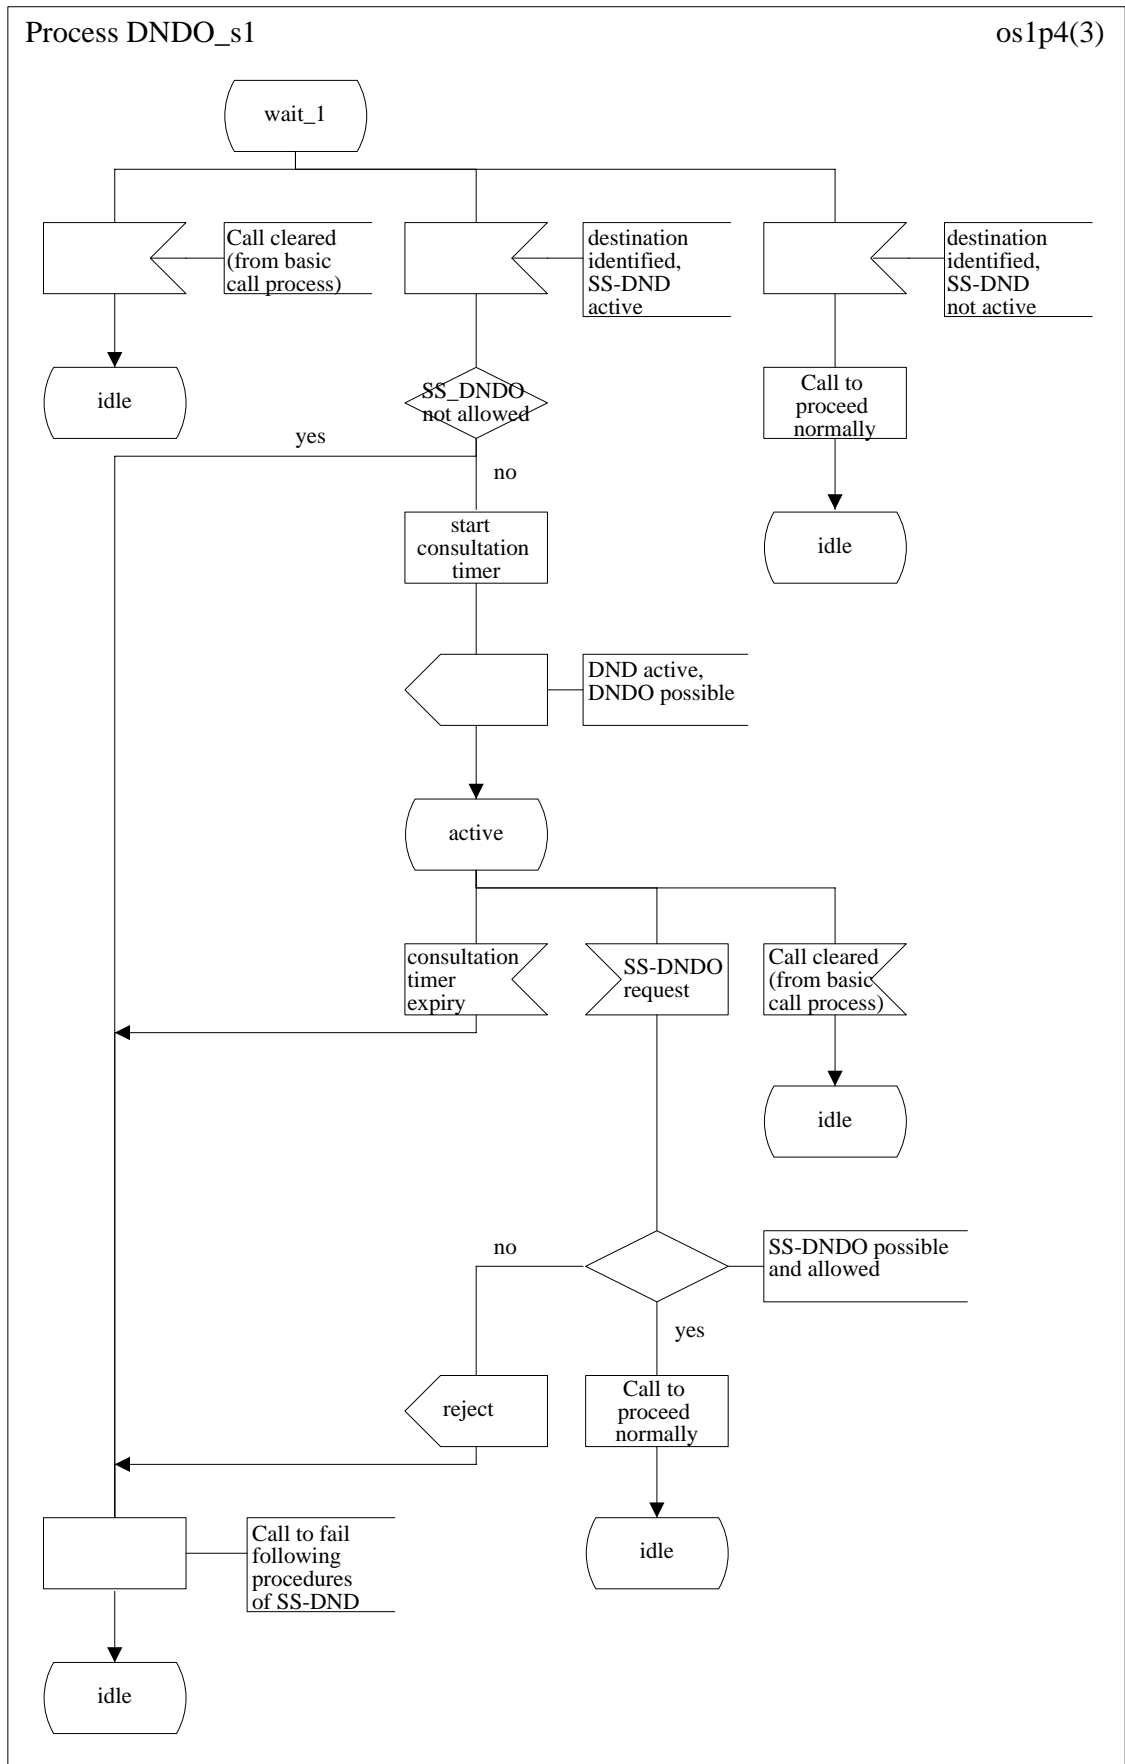 Process DNDO_s1
os1p4(3)
wait_1
Call cleared
(from basic
call process)
destination
identified,
SS-DND
active
destination
identified,
SS-DND
not active
idle
SS_DNDO
not allowed
Call to
proceed
normally
yes
no
start
consultation
timer
idle
DND active,
DNDO possible
active
consultation
timer
expiry
SS-DNDO
request
Call cleared
(from basic
call process)
idle
no
SS-DNDO possible
and allowed
yes
reject
Call to
proceed
normally
Call to fail
following
procedures
of SS-DND
idle
idle